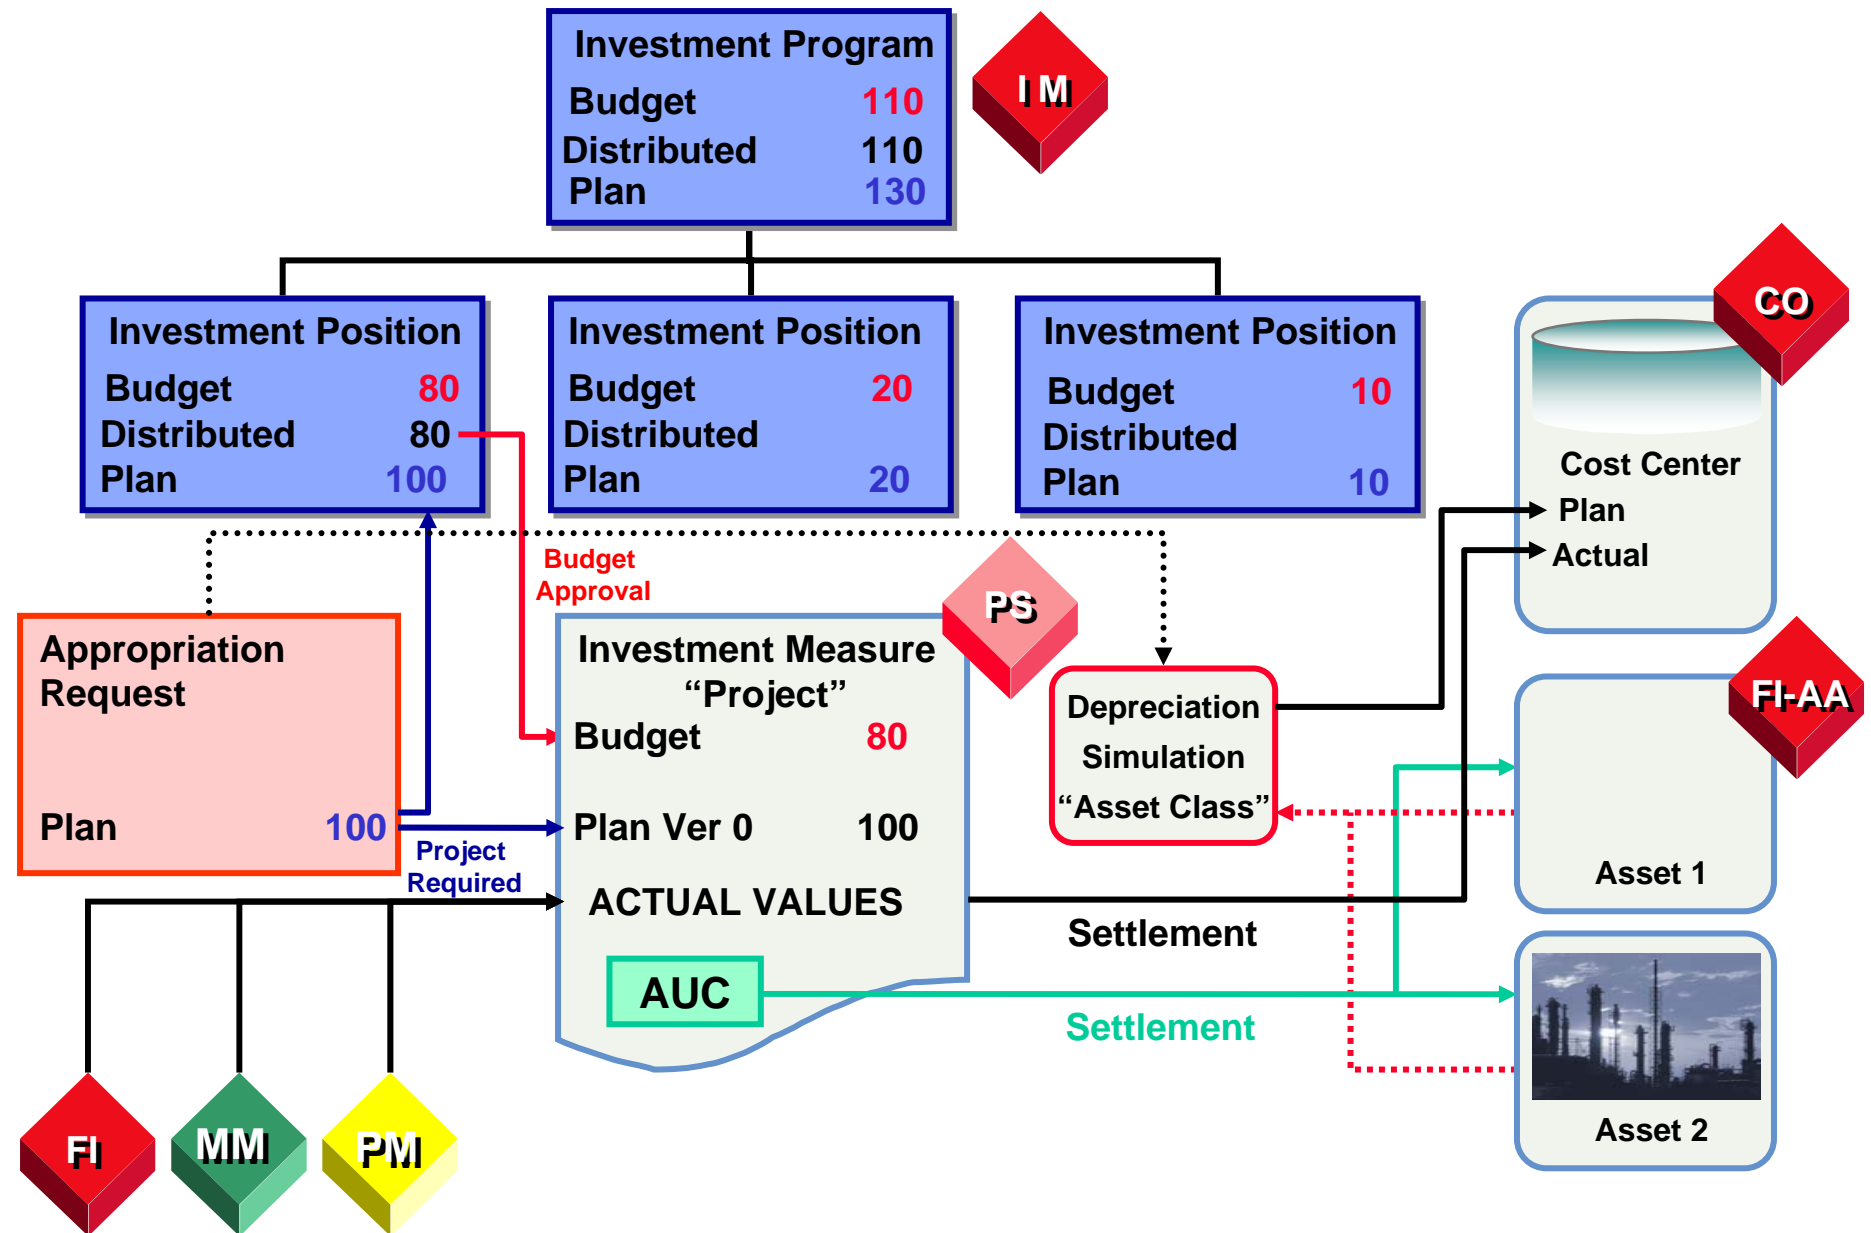 Investment Program
Budget 110
Distributed 110
Plan 130
IM
Investment Position
Budget 80
Distributed 80
Plan 100
Investment Position
Budget 20
Distributed
Plan 20
Investment Position
Budget 10
Distributed
Plan 10
CO
Cost Center
Plan
Actual
Budget
Approval
PS
Appropriation
Request
Plan 100
Project
Required
Investment Measure
“Project”
Budget 80
Plan Ver 0 100
ACTUAL VALUES
AUC
Depreciation
Simulation
“Asset Class”
FI-AA
Asset 1
Settlement
Settlement
Asset 2
FI
MM
PM